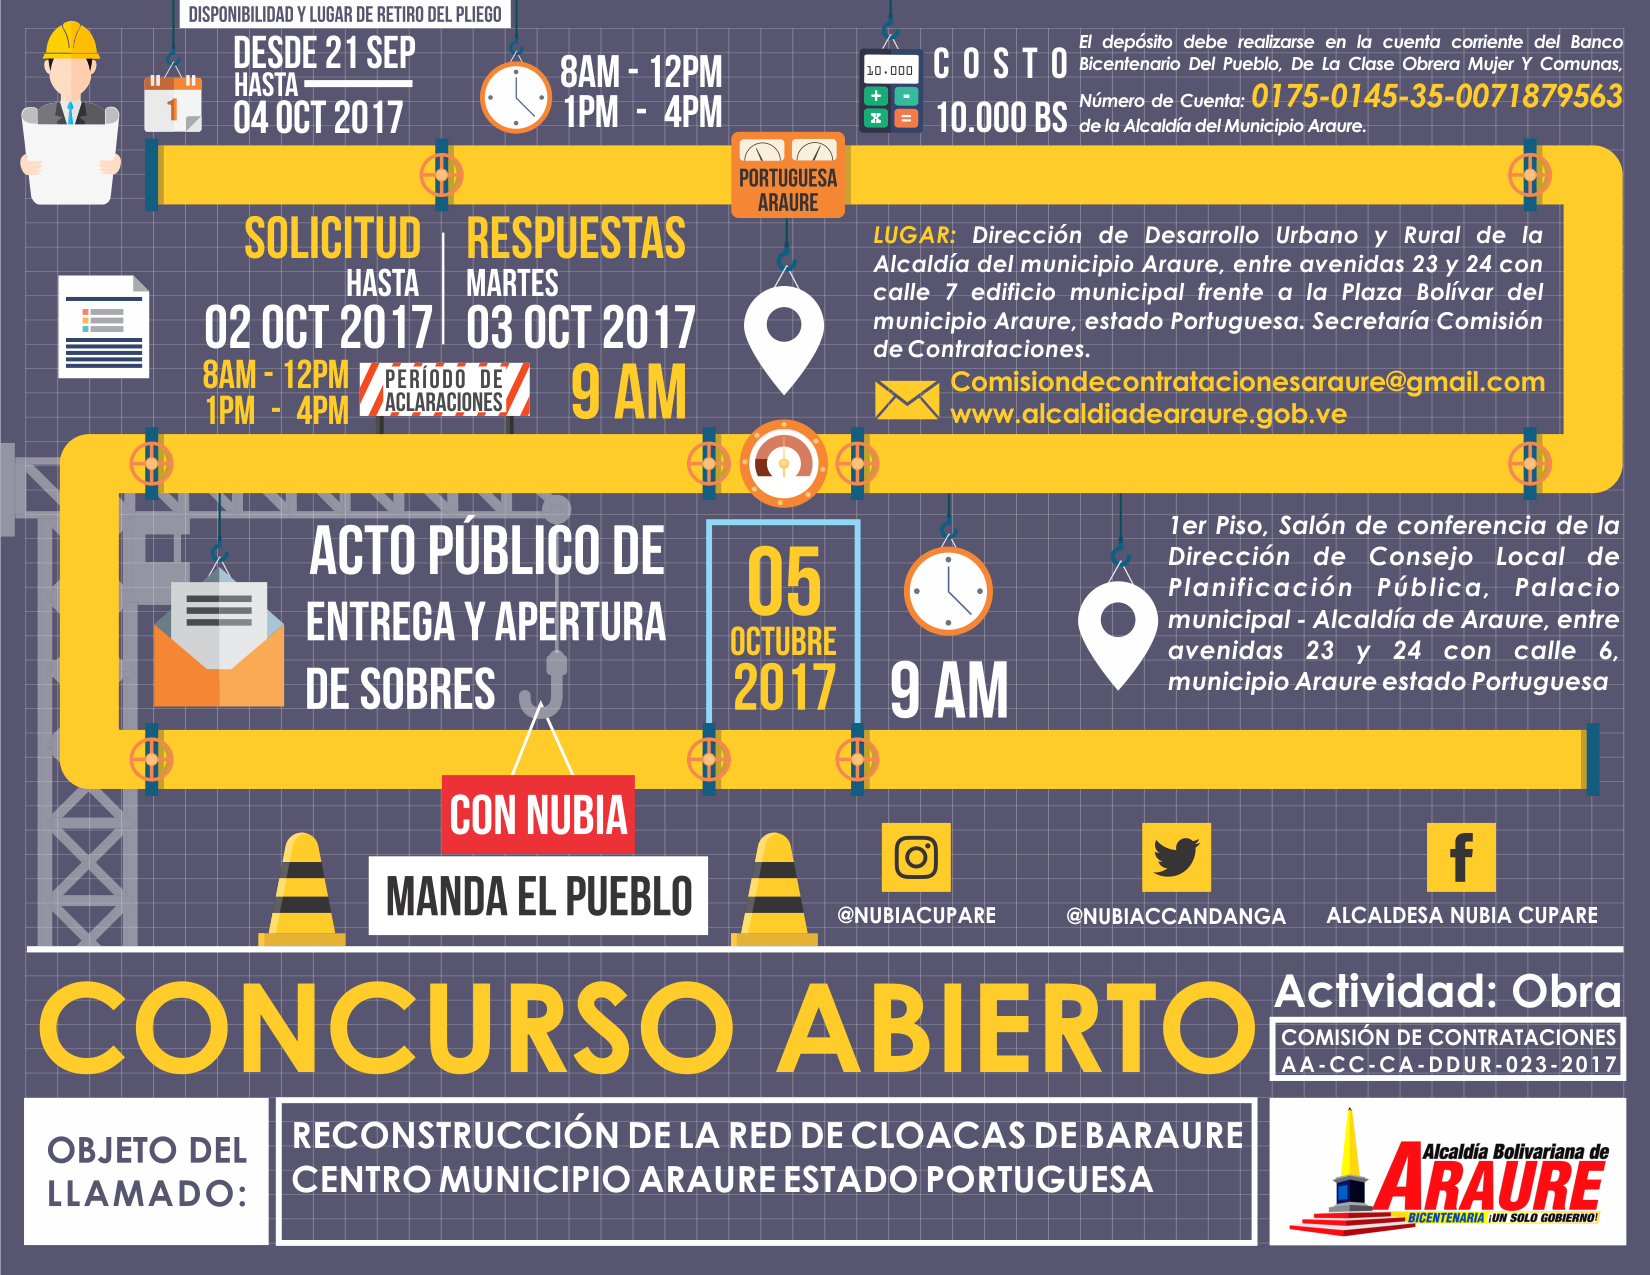 DISPONIBILIDAD Y LUGAR DE RETIRO DEL PLIEGO
DESDE 21 SEP
HASTA
04 OCT 2017
1
8AM - 12PM
1PM - 4PM
10.000
+ -
x =
COSTO
10.000 BS
El depósito debe realizarse en la cuenta corriente del Banco
Bicentenario Del Pueblo, De La Clase Obrera Mujer Y Comunas,
Número de Cuenta: 0175-0145-35-0071879563
de la Alcaldía del Municipio Araure.
PORTUGUESA
ARAURE
SOLICITUD
HASTA
02 OCT 2017
8AM - 12PM
1PM - 4PM
RESPUESTAS
MARTES
03 OCT 2017
9 AM
PERÍODO DE
ACLARACIONES
LUGAR: Dirección de Desarrollo Urbano y Rural de la
Alcaldía del municipio Araure, entre avenidas 23 y 24 con
calle 7 edificio municipal frente a la Plaza Bolívar del
municipio Araure, estado Portuguesa. Secretaría Comisión
de Contrataciones.
Comisiondecontratacionesaraure@gmail.com
www.alcaldiadearaure.gob.ve
ACTO PÚBLICO DE
ENTREGA Y APERTURA
DE SOBRES
05
OCTUBRE
2017
9 AM
1er Piso, Salón de conferencia de la
Dirección de Consejo Local de
Planificación Pública, Palacio
municipal - Alcaldía de Araure, entre
avenidas 23 y 24 con calle 6,
municipio Araure estado Portuguesa
CON NUBIA
MANDA EL PUEBLO
@NUBIACUPARE
@NUBIACCANDANGA
ALCALDESA NUBIA CUPARE
CONCURSO ABIERTO
Actividad: Obra
COMISIÓN DE CONTRATACIONES
AA-CC-CA-DDUR-023-2017
OBJETO DEL
LLAMADO:
RECONSTRUCCIÓN DE LA RED DE CLOACAS DE BARAURE
CENTRO MUNICIPIO ARAURE ESTADO PORTUGUESA
Alcaldía Bolivariana de
ARAURE
BICENTENARIA ¡UN SOLO GOBIERNO!